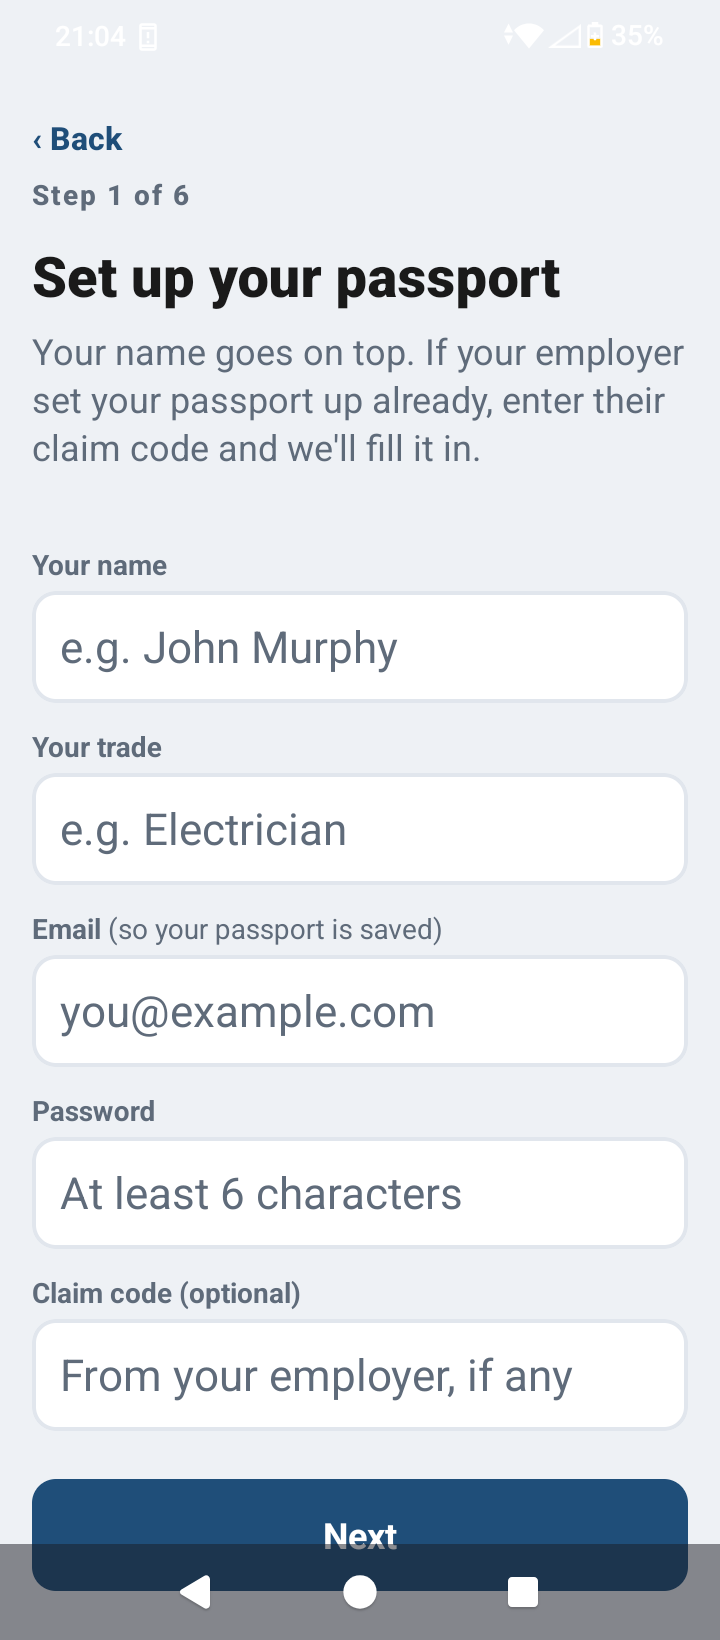 21:04
35%
‹ Back
Step 1 of 6
Set up your passport
Your name goes on top. If your employer
set your passport up already, enter their
claim code and we'll fill it in.
Your name
e.g. John Murphy
Your trade
e.g. Electrician
Email (so your passport is saved)
you@example.com
Password
At least 6 characters
Claim code (optional)
From your employer, if any
Next